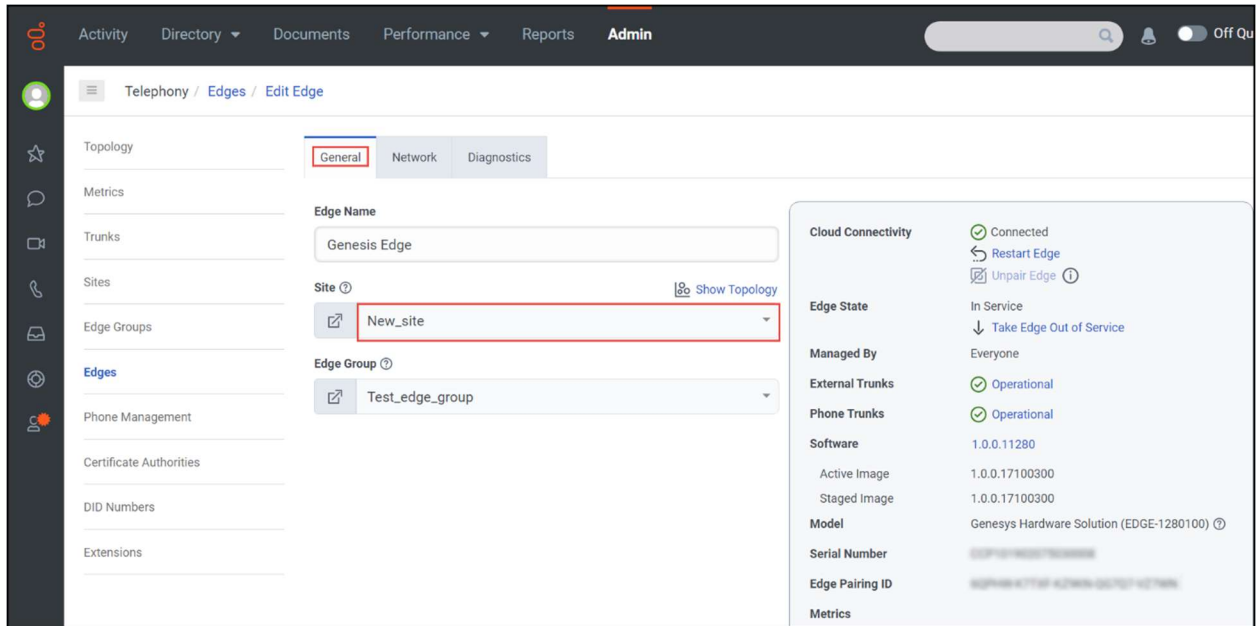 Activity Directory Documents Performance Reports Admin Off Qu
Telephony / Edges / Edit Edge
Topology
Metrics
Trunks
Sites
Edge Groups
Edges
Phone Management
Certificate Authorities
DID Numbers
Extensions
General Network Diagnostics
Edge Name
Genesis Edge
Site
Show Topology
New_site
Edge Group
Test_edge_group
Cloud Connectivity Connected
Restart Edge
Unpair Edge
Edge State In Service
Take Edge Out of Service
Managed By Everyone
External Trunks Operational
Phone Trunks Operational
Software 1.0.0.11280
Active Image 1.0.0.17100300
Staged Image 1.0.0.17100300
Model Genesys Hardware Solution (EDGE-1280100)
Serial Number
Edge Pairing ID
Metrics